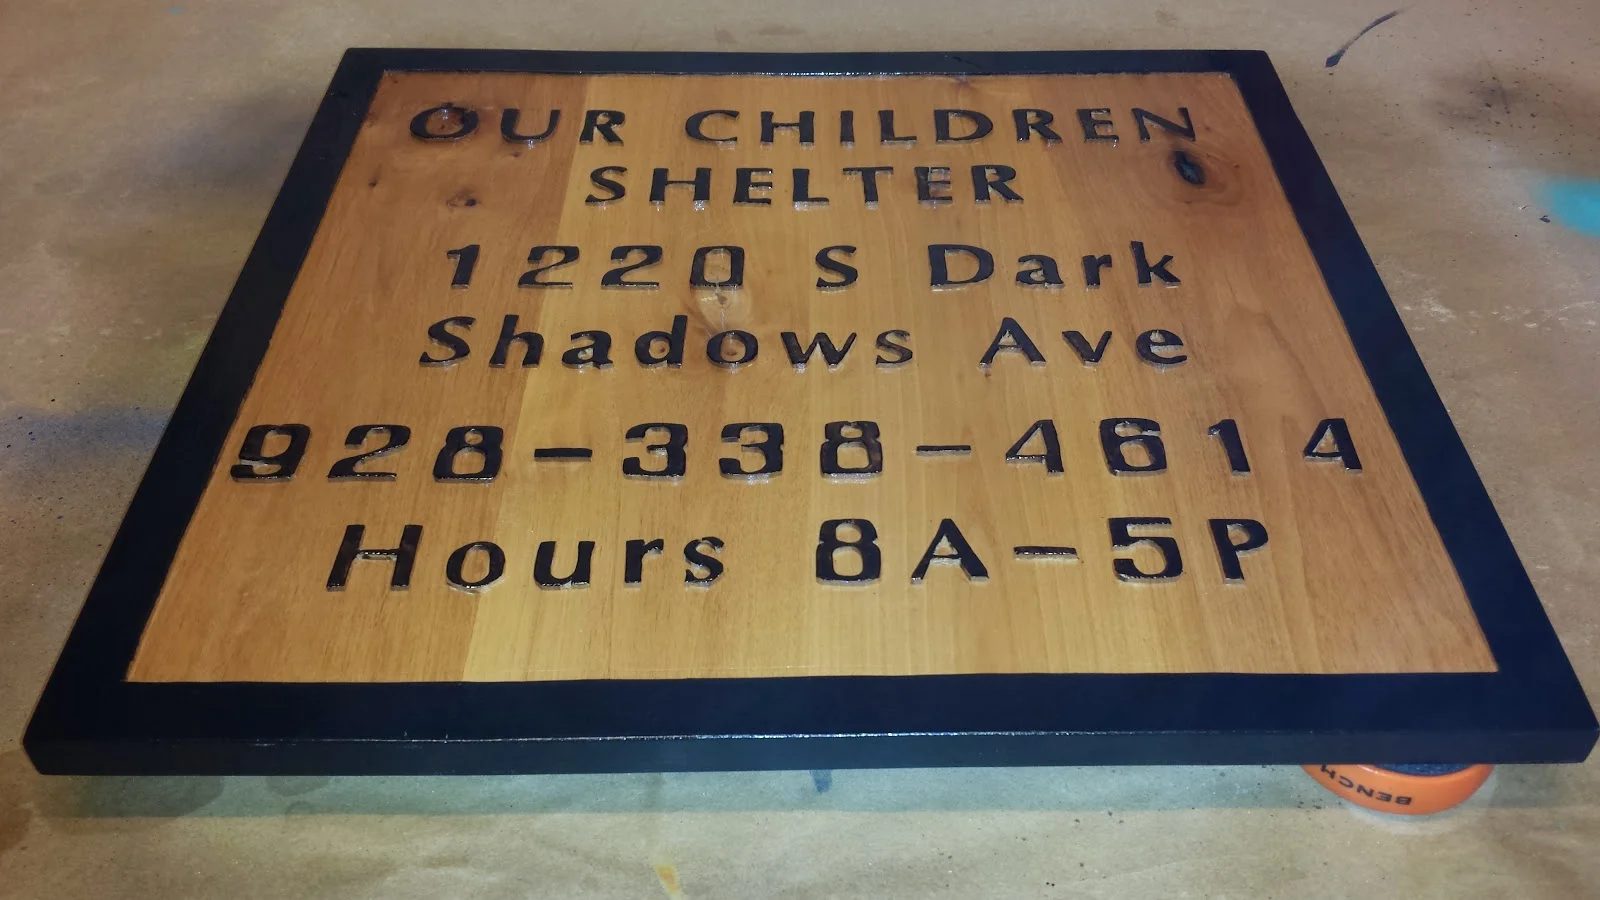 OUR CHILDREN
SHELTER
1220 S Dark
Shadows Ave
928-338-4614
Hours 8A-5P
BENCH